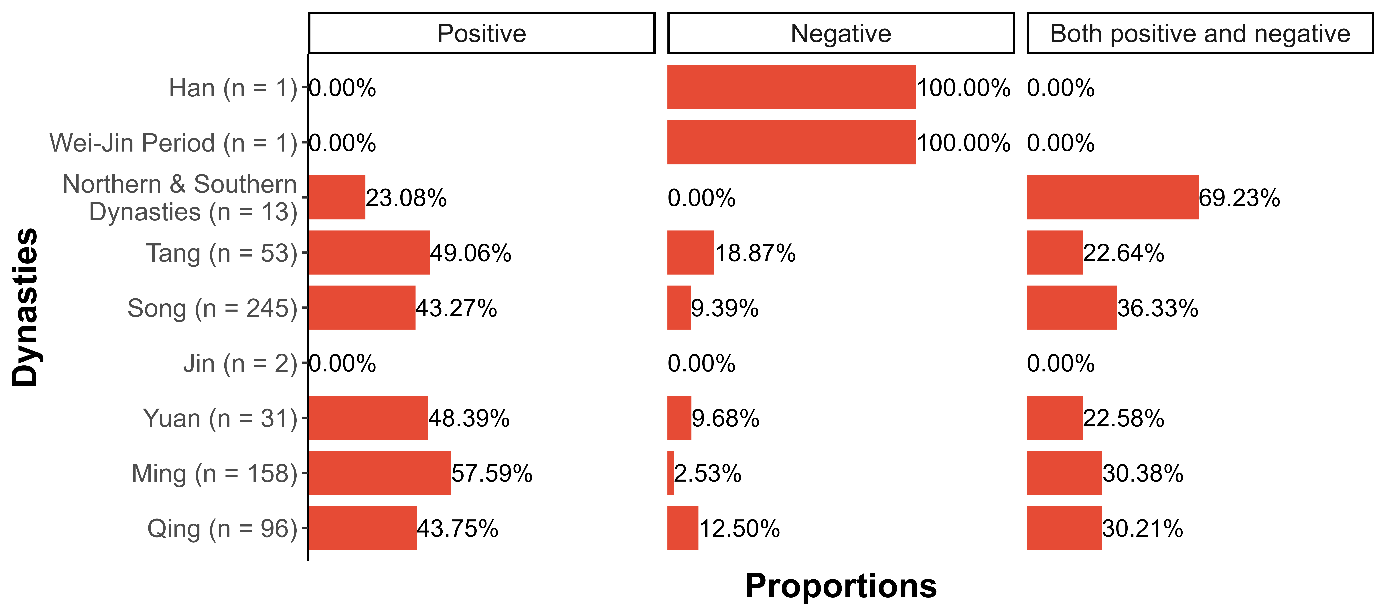 Positive
Negative
Both positive and negative
Dynasties
Han (n = 1)
0.00%
100.00%
0.00%
Wei-Jin Period (n = 1)
0.00%
100.00%
0.00%
Northern & Southern
Dynasties (n = 13)
23.08%
0.00%
69.23%
Tang (n = 53)
49.06%
18.87%
22.64%
Song (n = 245)
43.27%
9.39%
36.33%
Jin (n = 2)
0.00%
0.00%
0.00%
Yuan (n = 31)
48.39%
9.68%
22.58%
Ming (n = 158)
57.59%
2.53%
30.38%
Qing (n = 96)
43.75%
12.50%
30.21%
Proportions